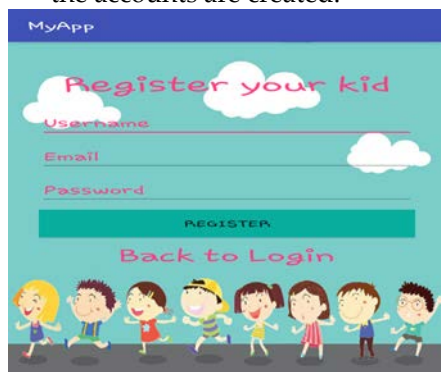 the accounts are created.
MyApp
Register your kid
Username
Email
Password
REGISTER
Back to Login